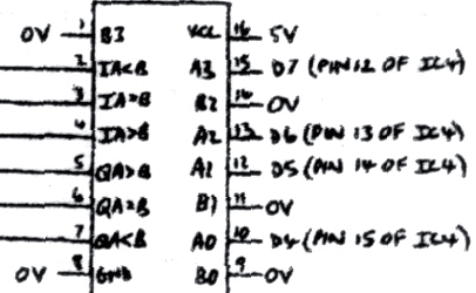 0V 1 B3 VCC 16 5V
2 IA<B A3 15 D7 (PIN 12 OF IC4)
3 IA=B B2 14 0V
4 IA>B A2 13 D6 (PIN 13 OF IC4)
5 QA>B A1 12 D5 (PIN 14 OF IC4)
6 QA=B B1 11 0V
7 QA<B A0 10 D4 (PIN 15 OF IC4)
0V 8 GND B0 9 0V